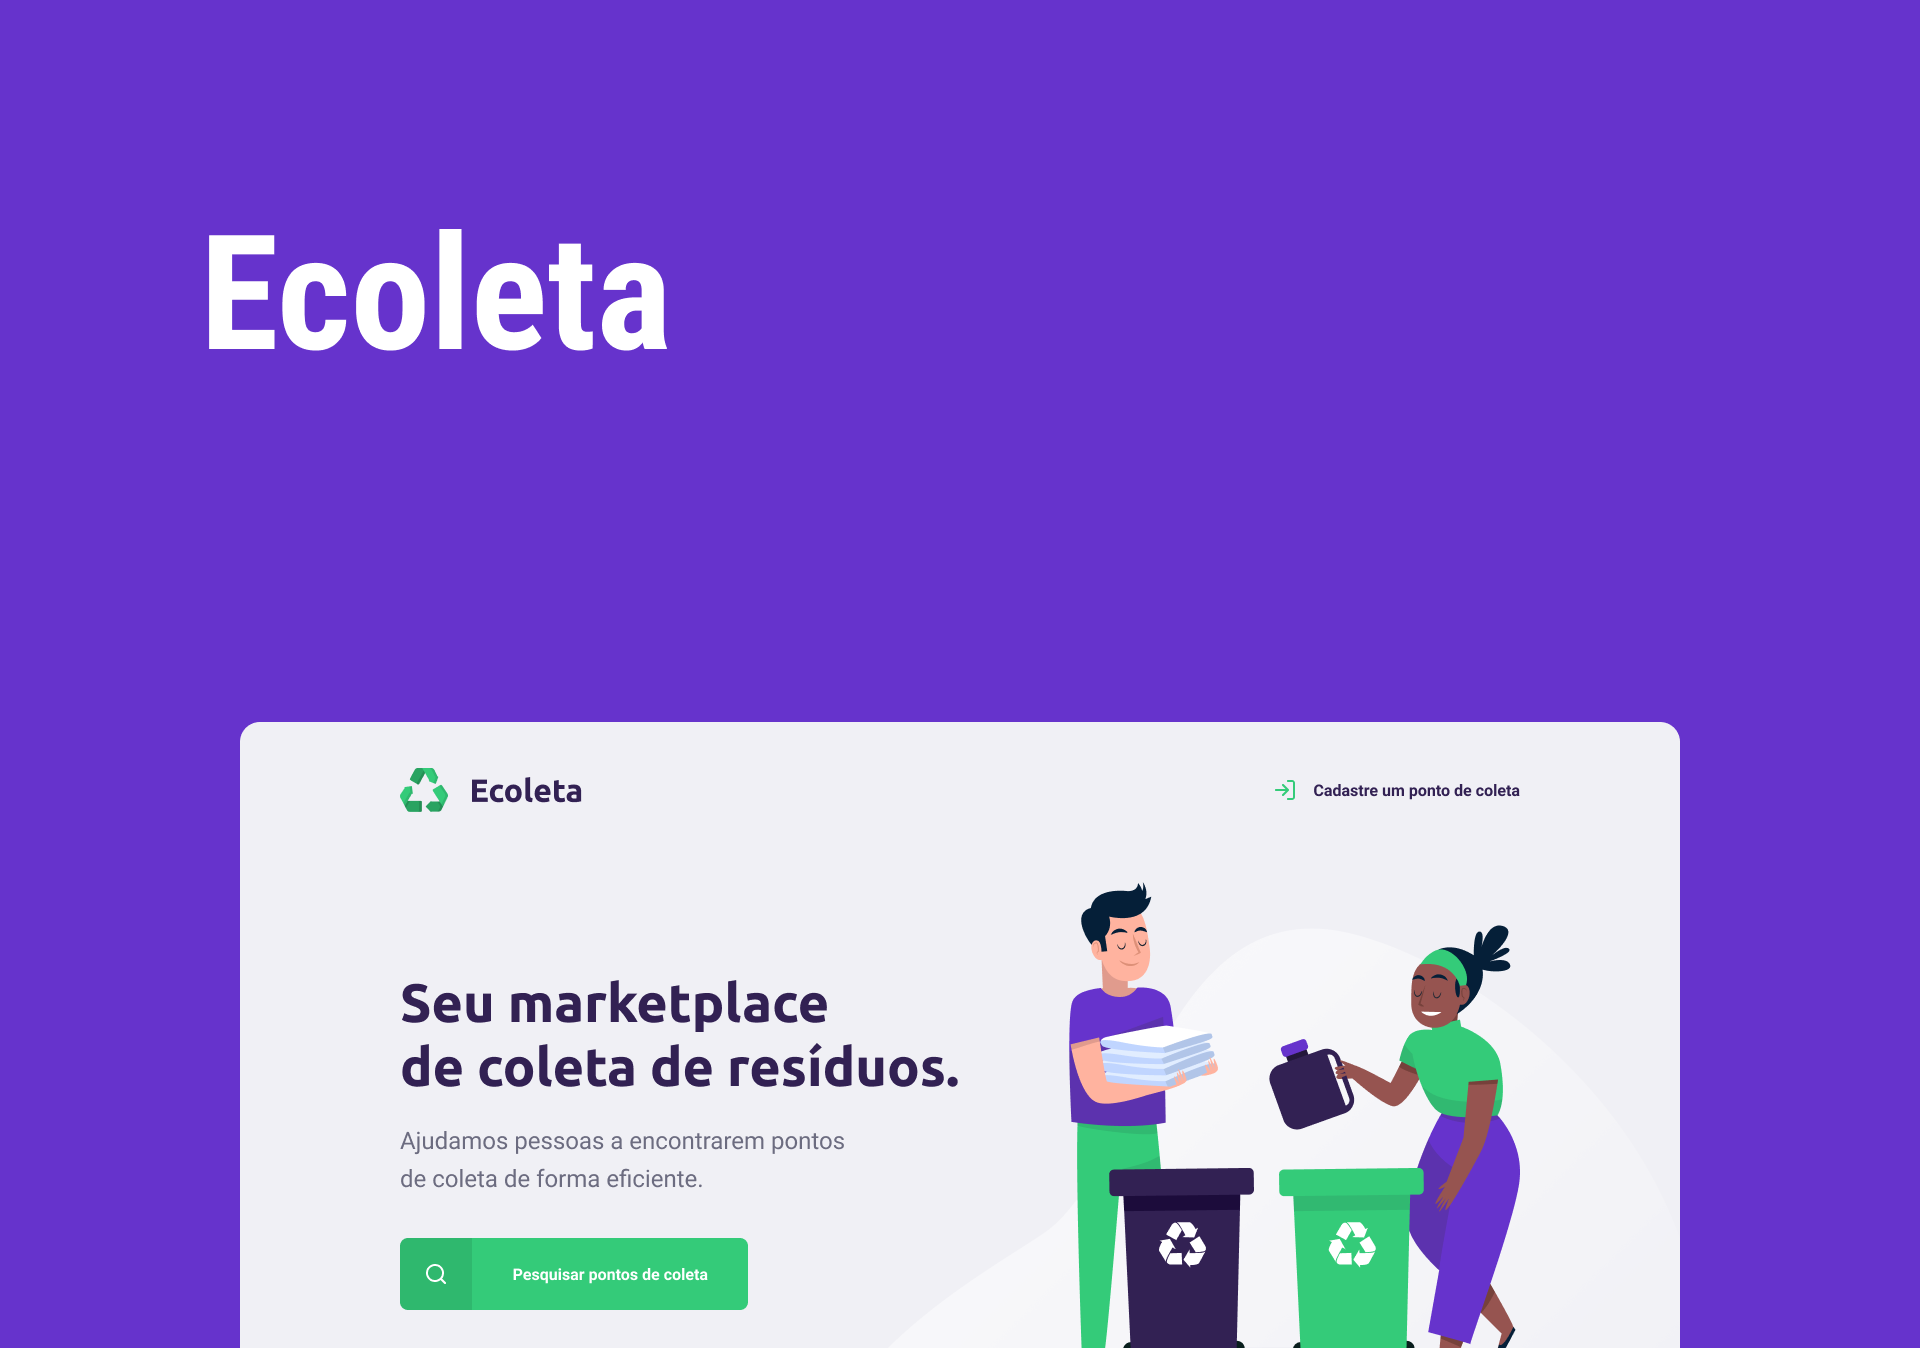 Ecoleta
Ecoleta
Cadastre um ponto de coleta
Seu marketplace
de coleta de resíduos.
Ajudamos pessoas a encontrarem pontos
de coleta de forma eficiente.
Pesquisar pontos de coleta